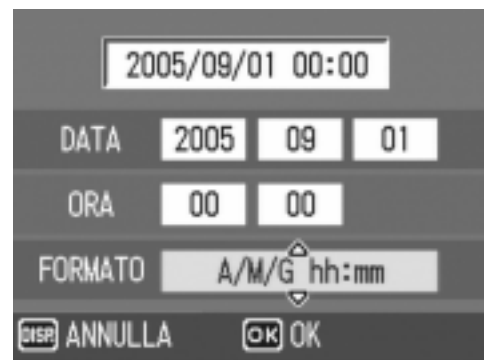 2005/09/01 00:00
DATA 2005 09 01
ORA 00 00
FORMATO A/M/G hh:mm
DISP ANNULLA OK OK